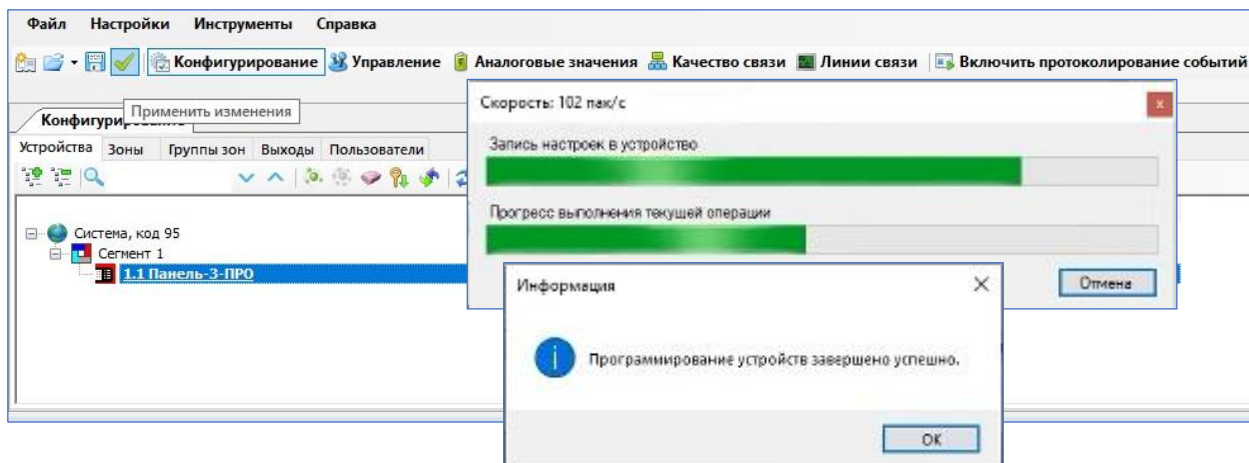 Файл Настройки Инструменты Справка
Конфигурирование Управление Аналоговые значения Качество связи Линии связи Включить протоколирование событий
Применить изменения
Устройства Зоны Группы зон Выходы Пользователи
Система, код 95
Сегмент 1
1.1 Панель-3-ПРО
Скорость: 102 пак/с
Запись настроек в устройство
Прогресс выполнения текущей операции
Отмена
Информация
Программирование устройств завершено успешно.
OK